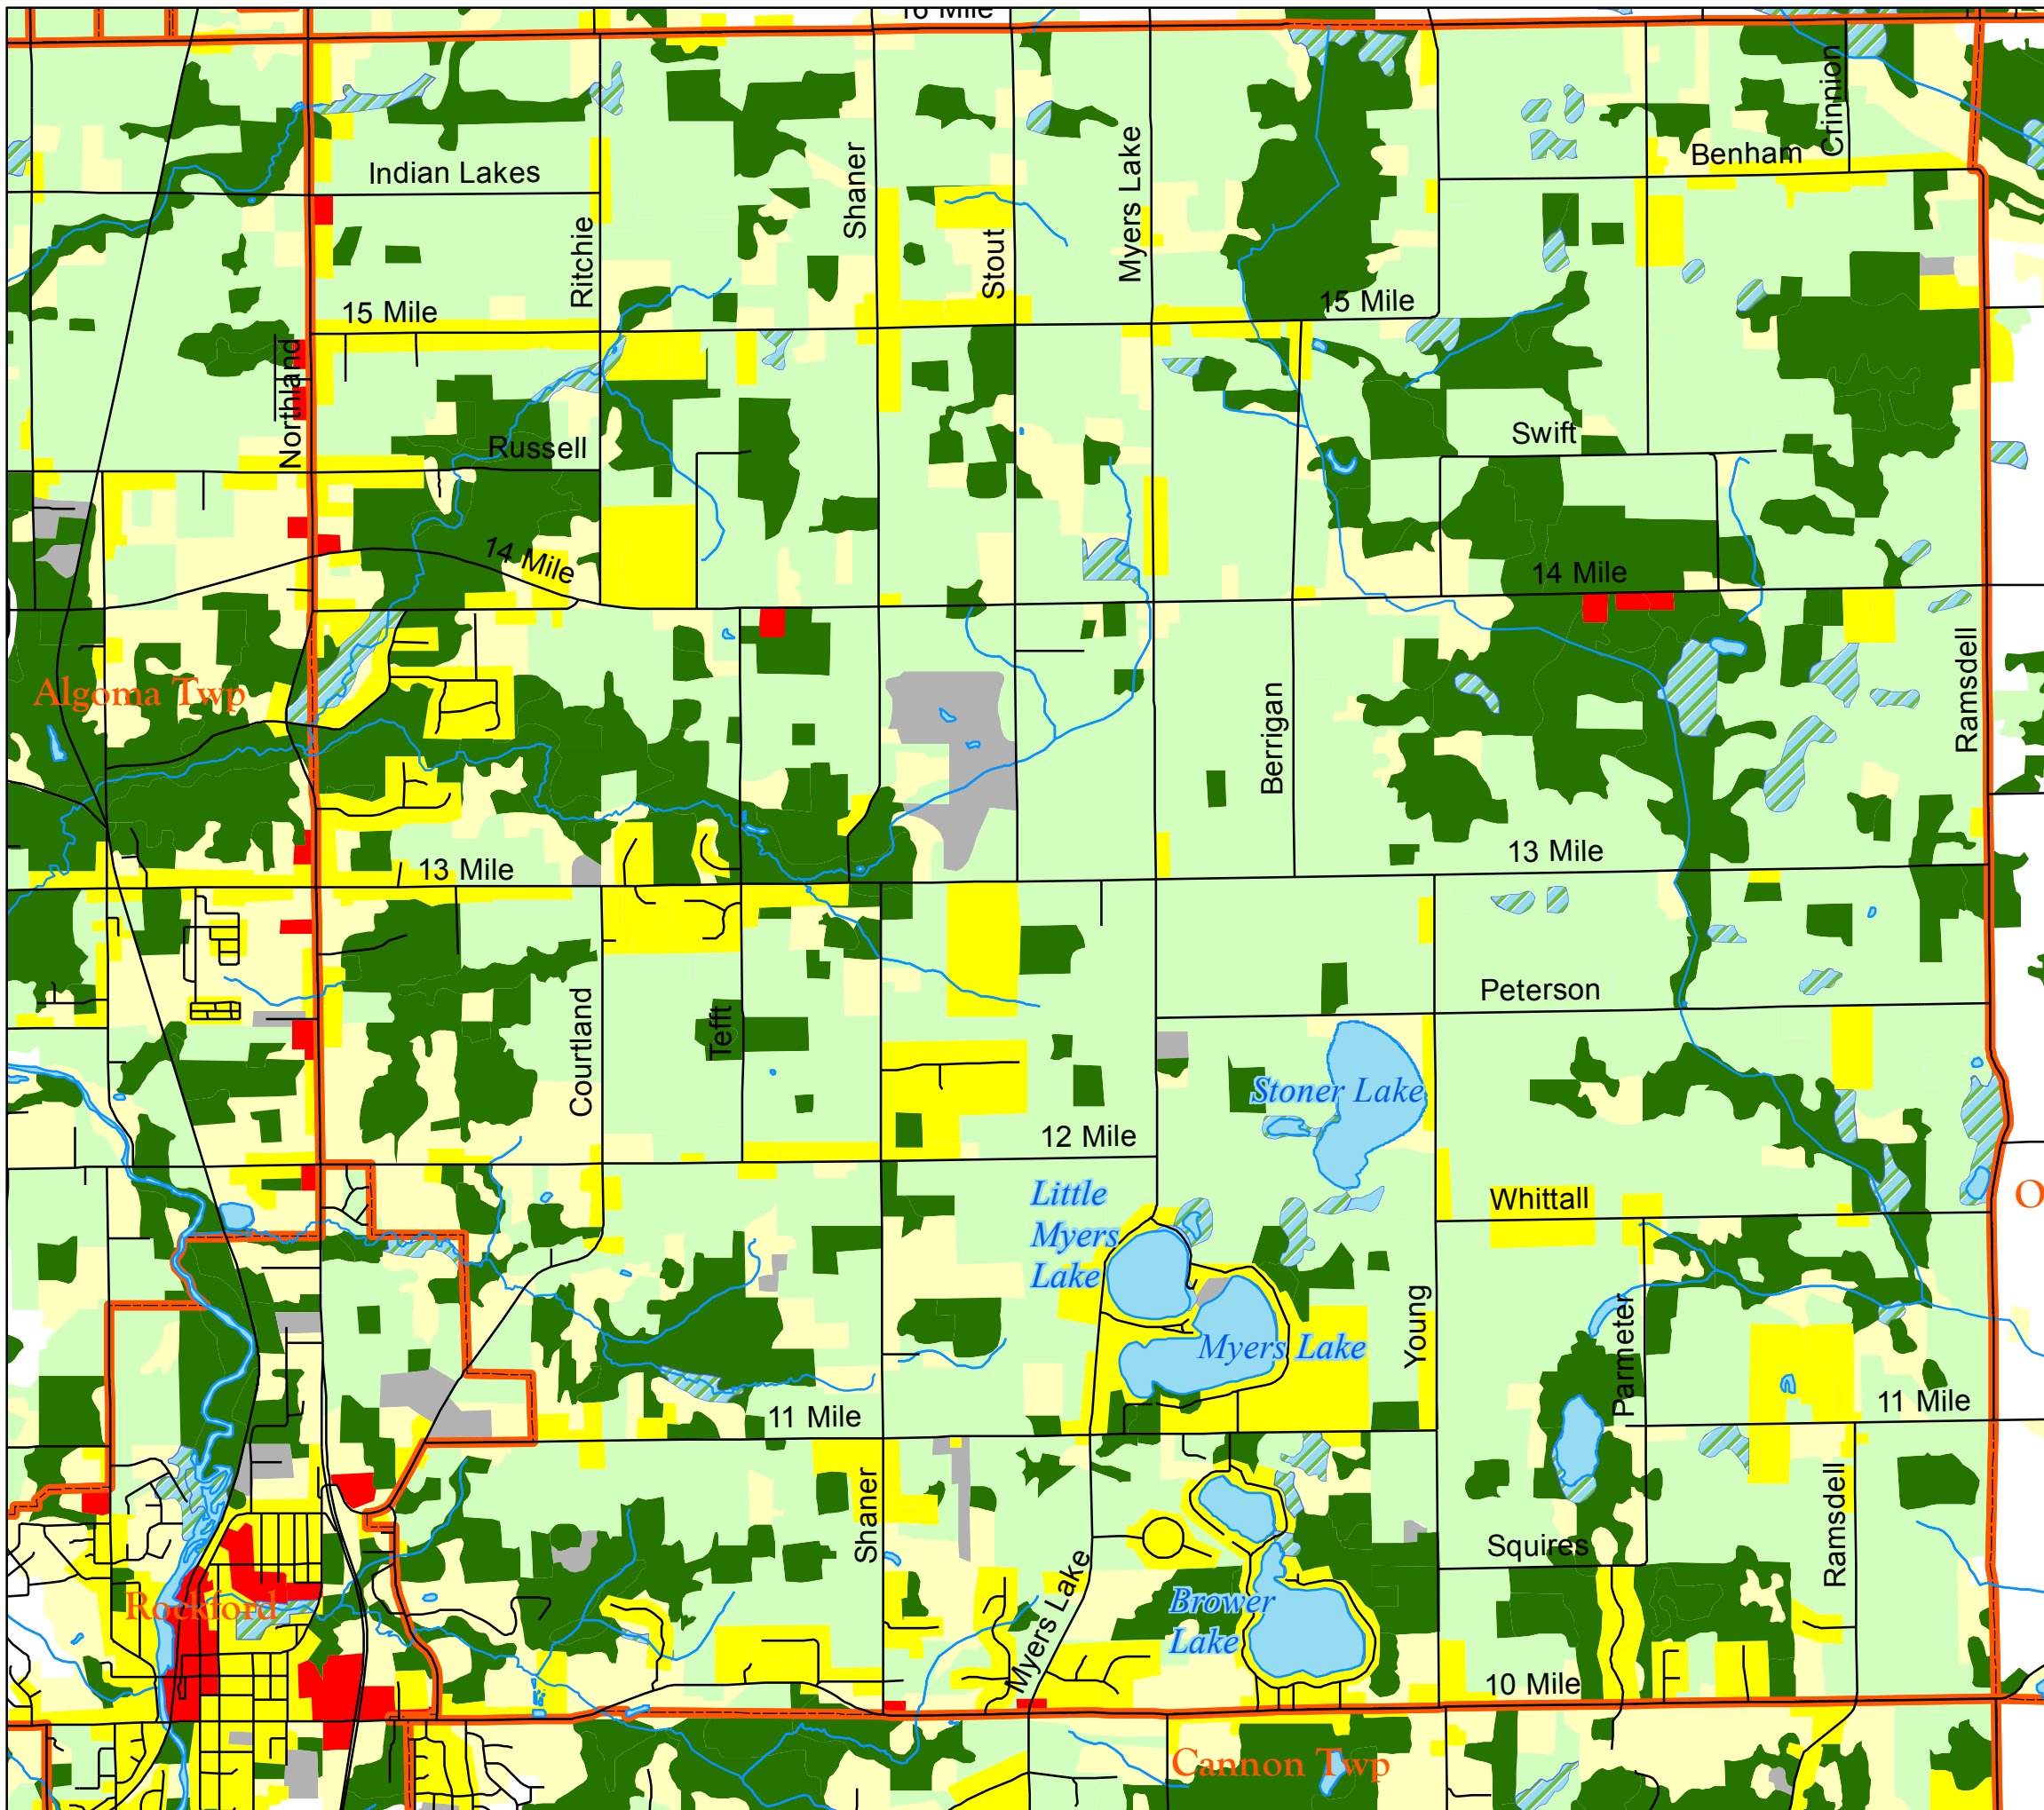 16 Mile
Crinnion
Benham
Indian Lakes
Shaner
Myers Lake
Ritchie
Stout
15 Mile
15 Mile
Northland
Russell
Swift
14 Mile
14 Mile
Algoma Twp
Berrigan
Ramsdell
13 Mile
13 Mile
Peterson
Courtland
Tefft
Stoner Lake
12 Mile
Little
Myers
Lake
Whittall
O
Myers Lake
Young
Parmeter
11 Mile
11 Mile
Shaner
Squires
Ramsdell
Myers Lake
Brower
Lake
Rockford
10 Mile
Cannon Twp